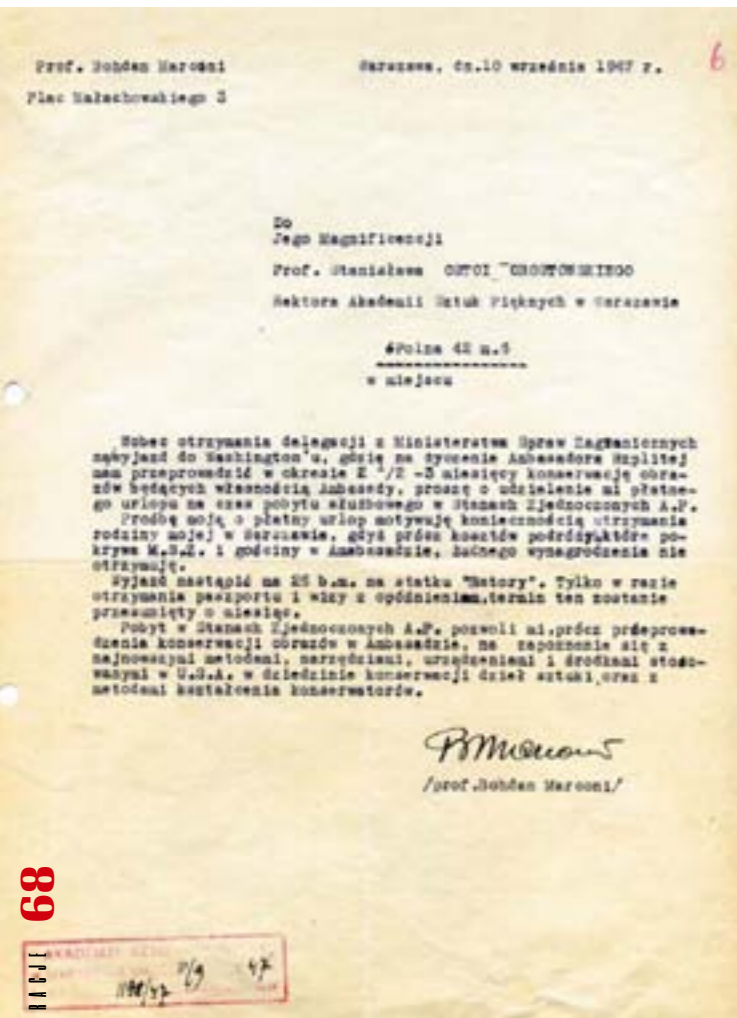 Prof. Bohdan Marconi
Warszawa, dn.10 września 1947 r.
6
Plac Małachowskiego 3
Do
Jego Magnificencji
Prof. Stanisława OSTOI CHROSTOWSKIEGO
Rektora Akademii Sztuk Pięknych w Warszawie
Polna 42 m.5
w miejscu
Wobec otrzymania delegacji z Ministerstwa Spraw Zagranicznych
na wyjazd do Washington'u, gdzie na życzenie Ambasadora Rzplitej
mam przeprowadzić w okresie 2 1/2 -3 miesięcy konserwację obra-
zów będących własnością Ambasady, proszę o udzielenie mi płatne-
go urlopu na czas pobytu służbowego w Stanach Zjednoczonych A.P.
Prośbę moją o płatny urlop motywuję koniecznością utrzymania
rodziny mojej w Warszawie, gdyż prócz kosztów podróży,które po-
krywa M.S.Z. i gościny w Ambasadzie, żadnego wynagrodzenia nie
otrzymuję.
Wyjazd nastąpić ma 25 b.m. na statku "Batory". Tylko w razie
otrzymania paszportu i wizy z opóźnieniem,termin ten zostanie
przesunięty o miesiąc.
Pobyt w Stanach Zjednoczonych A.P. pozwoli mi,prócz przeprowa-
dzenia konserwacji obrazów w Ambasadzie, na zapoznanie się z
najnowszymi metodami, narzędziami, urządzeniami i środkami stoso-
wanymi w U.S.A. w dziedzinie konserwacji dzieł sztuki,oraz z
metodami kształcenia konserwatorów.
BMarconi
/prof.Bohdan Marconi/
68
RACJE
AKADEMIA
11/9 47